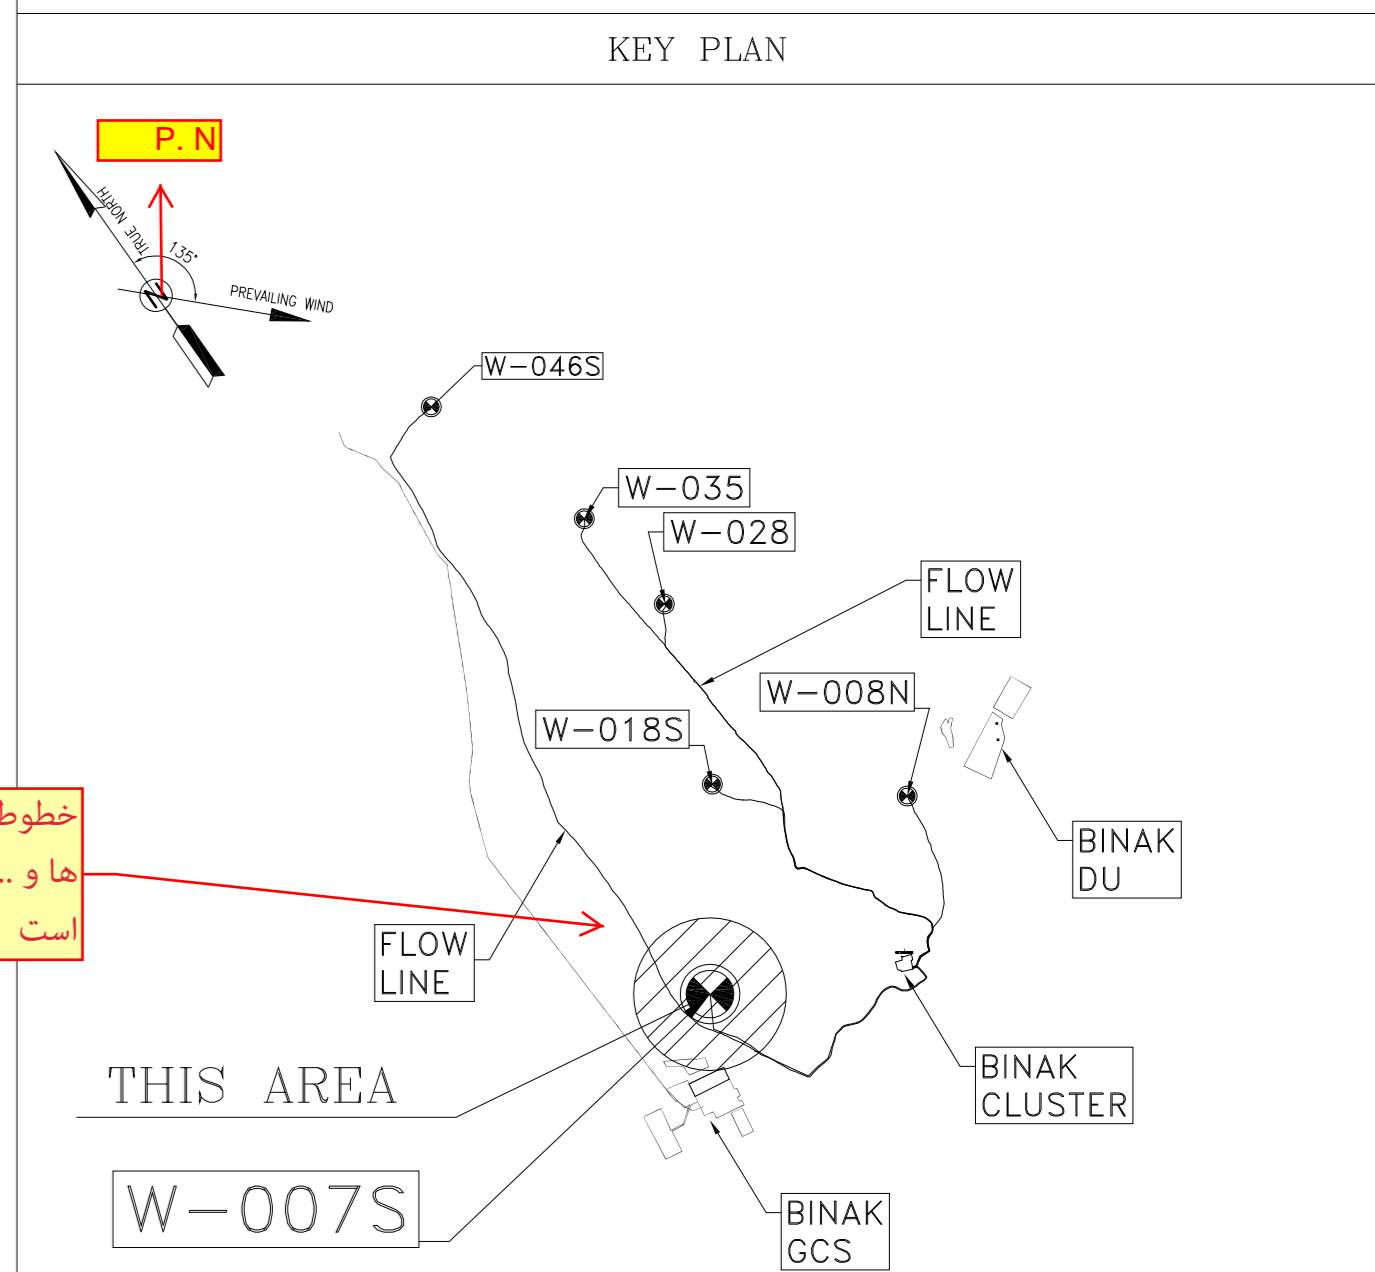 KEY PLAN
P. N
TRUE NORTH
135°
PREVAILING WIND
N
W-046S
W-035
W-028
FLOW
LINE
W-008N
W-018S
خطوط
ها و ..
است
BINAK
DU
FLOW
LINE
THIS AREA
BINAK
CLUSTER
W-007S
BINAK
GCS